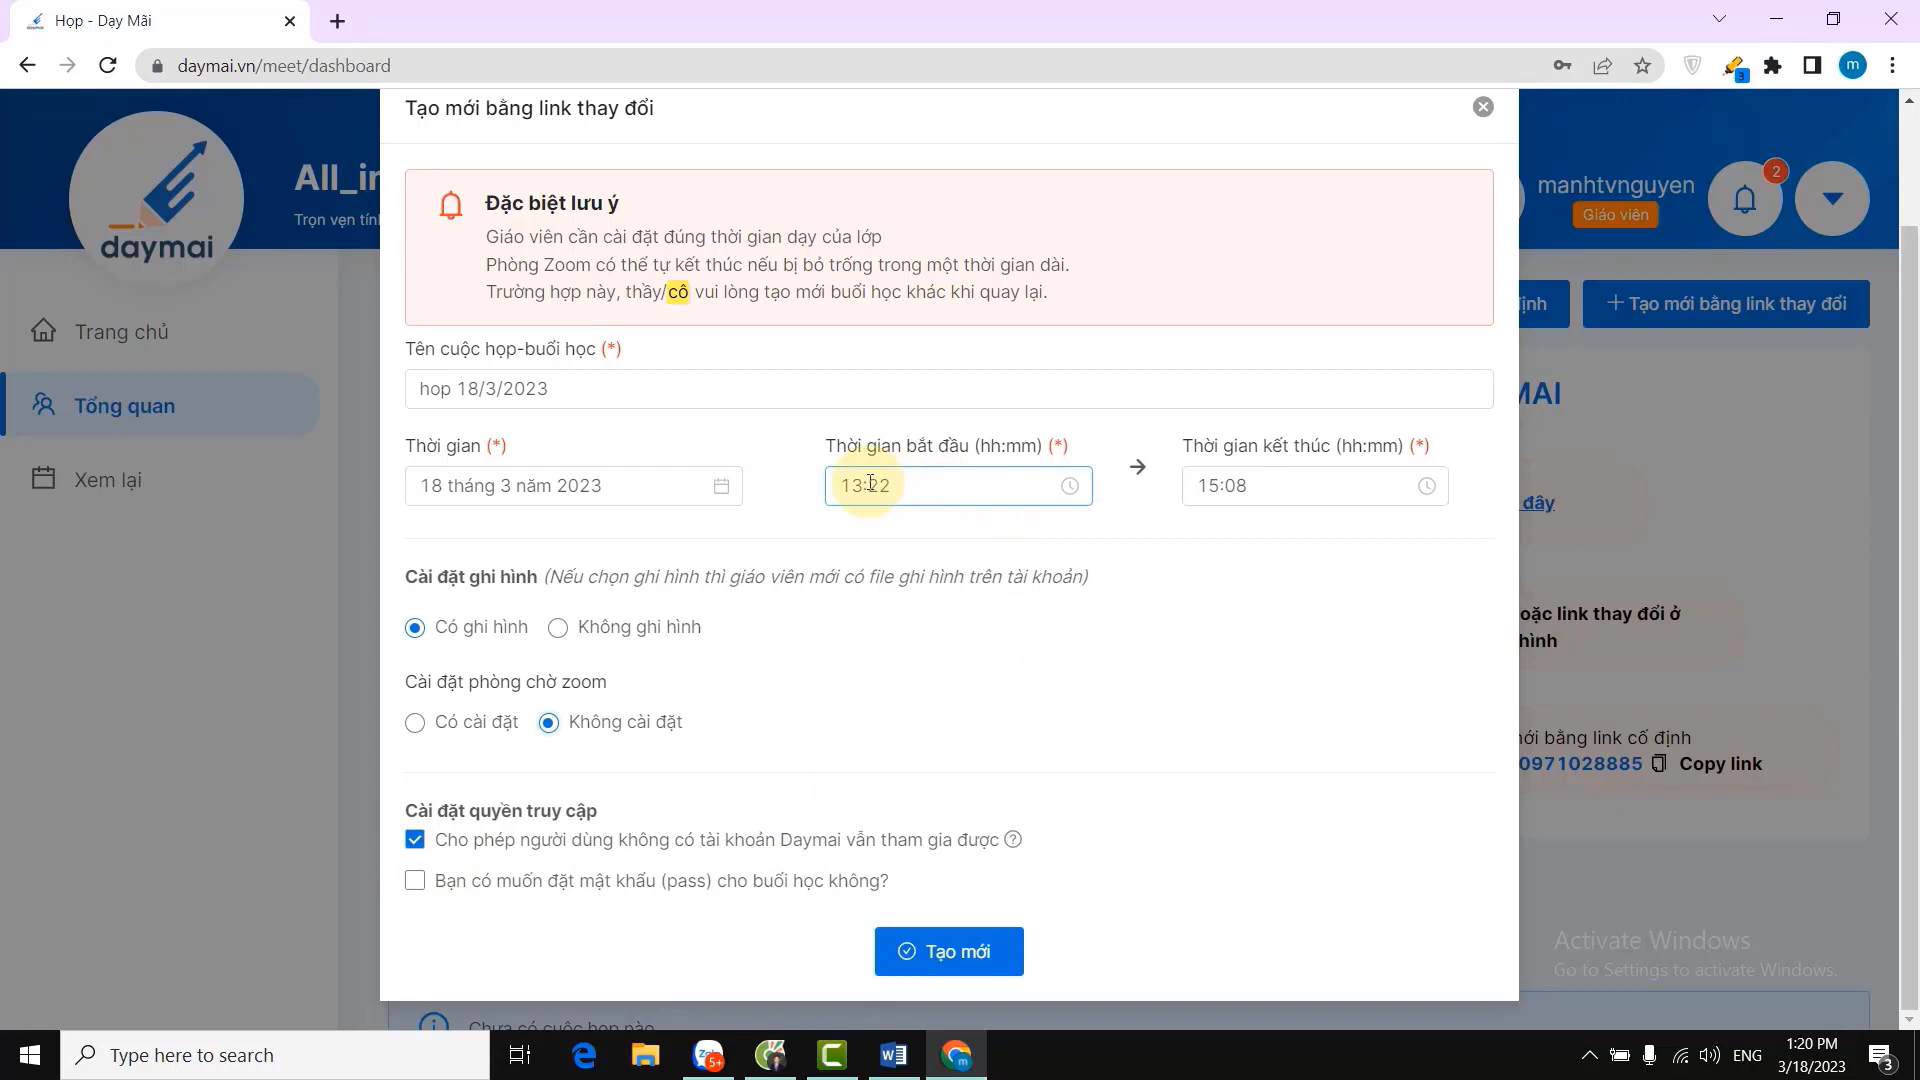 Họp - Dạy Mãi
daymai.vn/meet/dashboard
3
m
Tạo mới bằng link thay đổi
daymai
All_in
Trọn vẹn tín
Đặc biệt lưu ý
Giáo viên cần cài đặt đúng thời gian dạy của lớp
Phòng Zoom có thể tự kết thúc nếu bị bỏ trống trong một thời gian dài.
Trường hợp này, thầy/cô vui lòng tạo mới buổi học khác khi quay lại.
manhtvnguyen
Giáo viên
2
Trang chủ
Tổng quan
Xem lại
ịnh
Tạo mới bằng link thay đổi
Tên cuộc họp-buổi học (*)
hop 18/3/2023
Thời gian (*)
18 tháng 3 năm 2023
Thời gian bắt đầu (hh:mm) (*)
13:22
Thời gian kết thúc (hh:mm) (*)
15:08
MAI
đây
Cài đặt ghi hình (Nếu chọn ghi hình thì giáo viên mới có file ghi hình trên tài khoản)
Có ghi hình
Không ghi hình
oặc link thay đổi ở
hình
Cài đặt phòng chờ zoom
Có cài đặt
Không cài đặt
ới bằng link cố định
0971028885 Copy link
Cài đặt quyền truy cập
Cho phép người dùng không có tài khoản Daymai vẫn tham gia được
Bạn có muốn đặt mật khẩu (pass) cho buổi học không?
Tạo mới
Activate Windows
Go to Settings to activate Windows.
Chưa có cuộc họp nào
Type here to search
5+
ENG
1:20 PM
3/18/2023
3